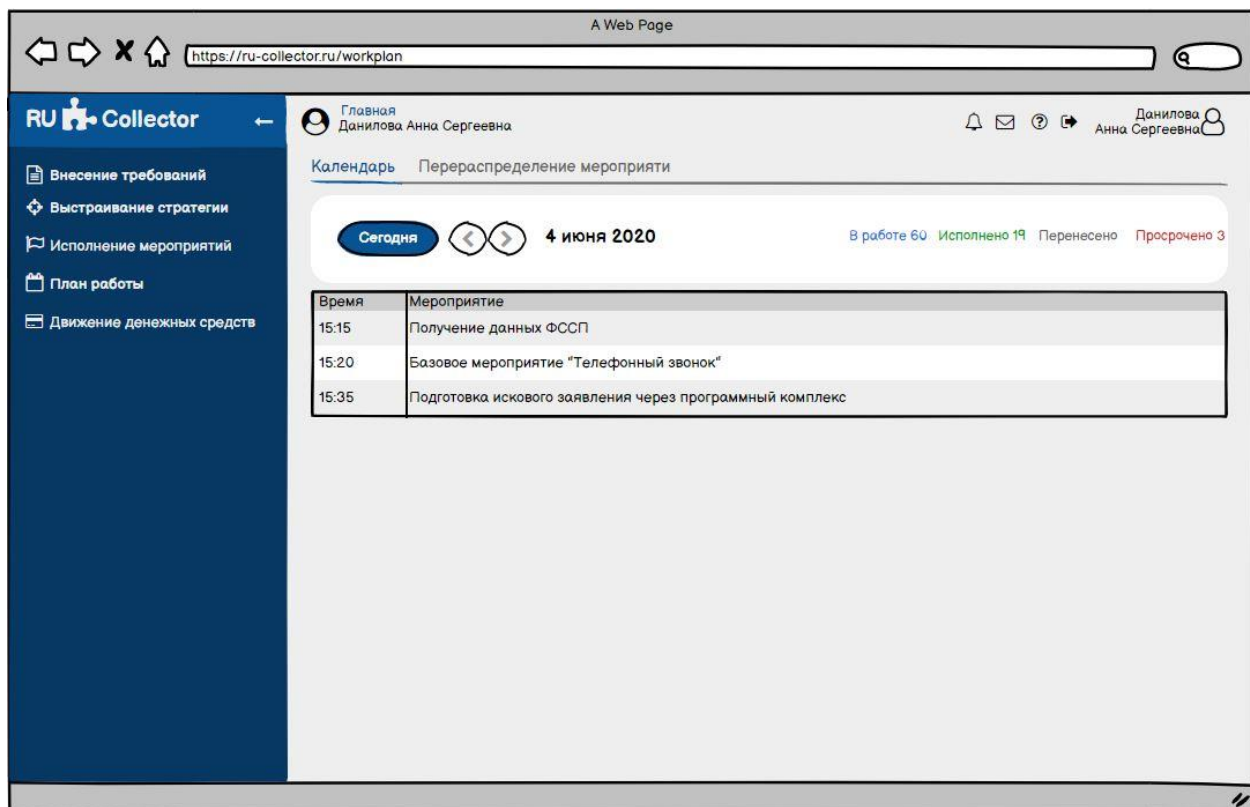 A Web Page
https://ru-collector.ru/workplan
RU Collector
Главная
Данилова Анна Сергеевна
Данилова
Анна Сергеевна
Внесение требований
Выстраивание стратегии
Исполнение мероприятий
План работы
Движение денежных средств
Календарь Перераспределение мероприяти
Сегодня 4 июня 2020 В работе 60 Исполнено 19 Перенесено Просрочено 3
Время Мероприятие
15:15 Получение данных ФССП
15:20 Базовое мероприятие "Телефонный звонок"
15:35 Подготовка искового заявления через программный комплекс